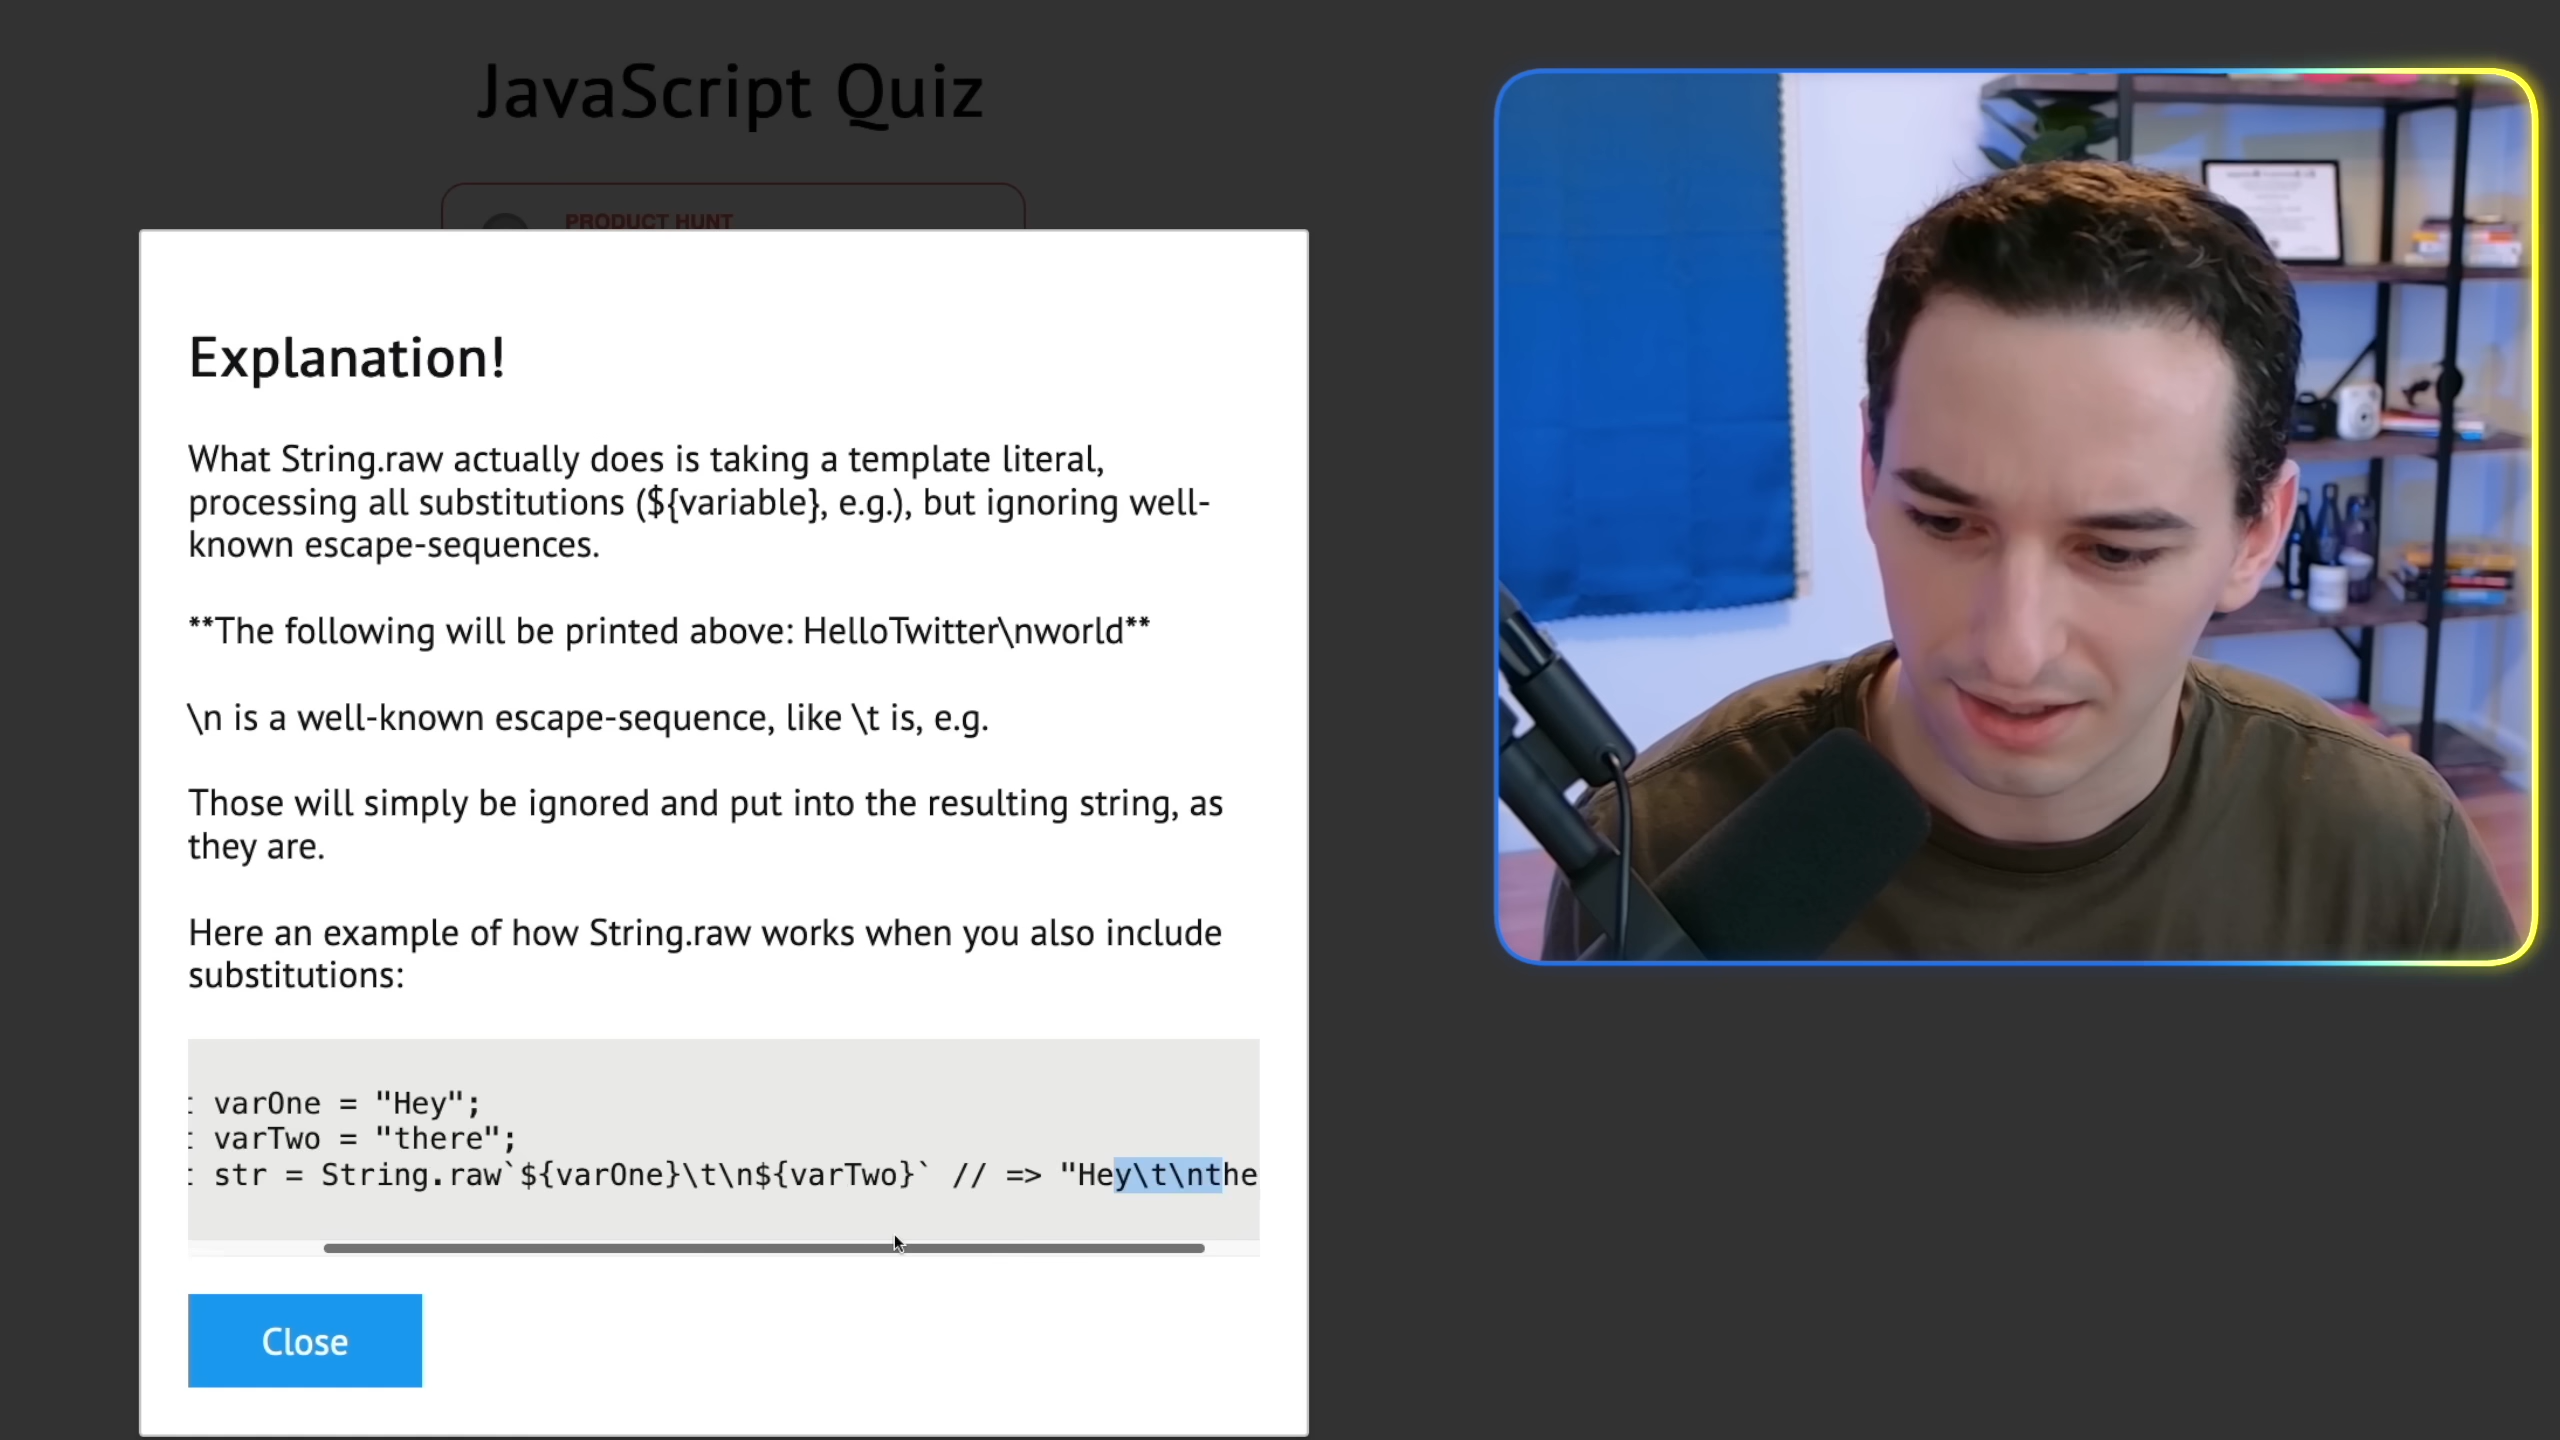 JavaScript Quiz
PRODUCT HUNT
Explanation!
What String.raw actually does is taking a template literal,
processing all substitutions (${variable}, e.g.), but ignoring well-
known escape-sequences.
**The following will be printed above: HelloTwitter\nworld**
\n is a well-known escape-sequence, like \t is, e.g.
Those will simply be ignored and put into the resulting string, as
they are.
Here an example of how String.raw works when you also include
substitutions:
t varOne = "Hey";
t varTwo = "there";
t str = String.raw`${varOne}\t\n${varTwo}` // => "Hey\t\nthe
Close